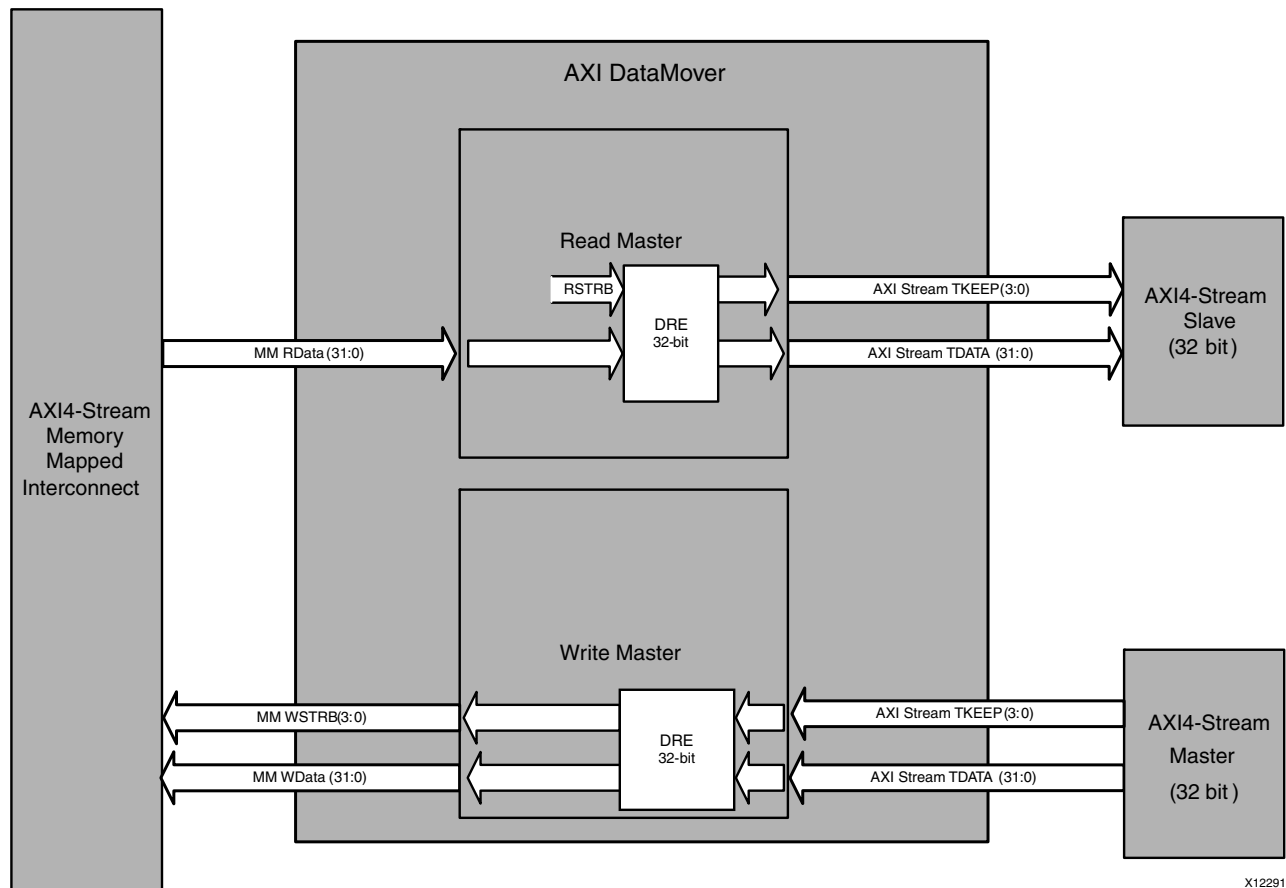 AXI DataMover
Read Master
RSTRB
AXI Stream TKEEP(3:0)
DRE
32-bit
MM RData (31:0)
AXI Stream TDATA (31:0)
AXI4-Stream
Slave
(32 bit)
AXI4-Stream
Memory
Mapped
Interconnect
Write Master
MM WSTRB(3:0)
AXI Stream TKEEP(3:0)
DRE
32-bit
MM WData (31:0)
AXI Stream TDATA (31:0)
AXI4-Stream
Master
(32 bit)
X12291